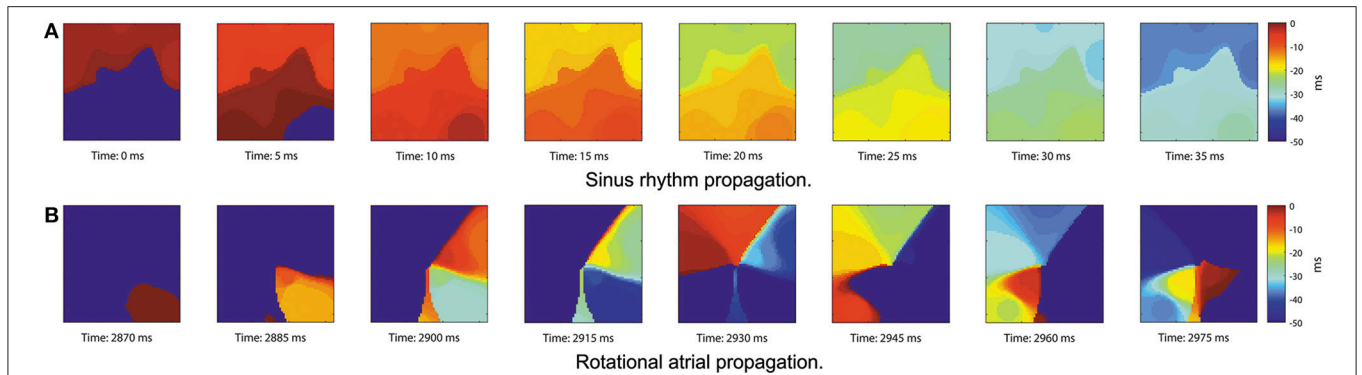 A
Time: 0 ms
Time: 5 ms
Time: 10 ms
Time: 15 ms
Time: 20 ms
Time: 25 ms
Time: 30 ms
Time: 35 ms
0
-10
-20
-30
-40
-50
ms
Sinus rhythm propagation.
B
Time: 2870 ms
Time: 2885 ms
Time: 2900 ms
Time: 2915 ms
Time: 2930 ms
Time: 2945 ms
Time: 2960 ms
Time: 2975 ms
0
-10
-20
-30
-40
-50
ms
Rotational atrial propagation.